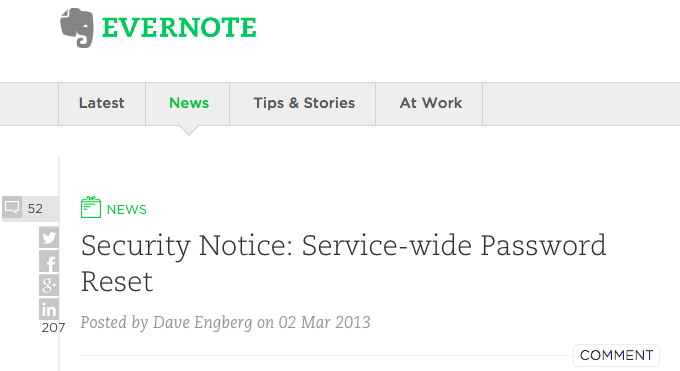 EVERNOTE
Latest News Tips & Stories At Work
52
NEWS
Security Notice: Service-wide Password
Reset
207
Posted by Dave Engberg on 02 Mar 2013
COMMENT